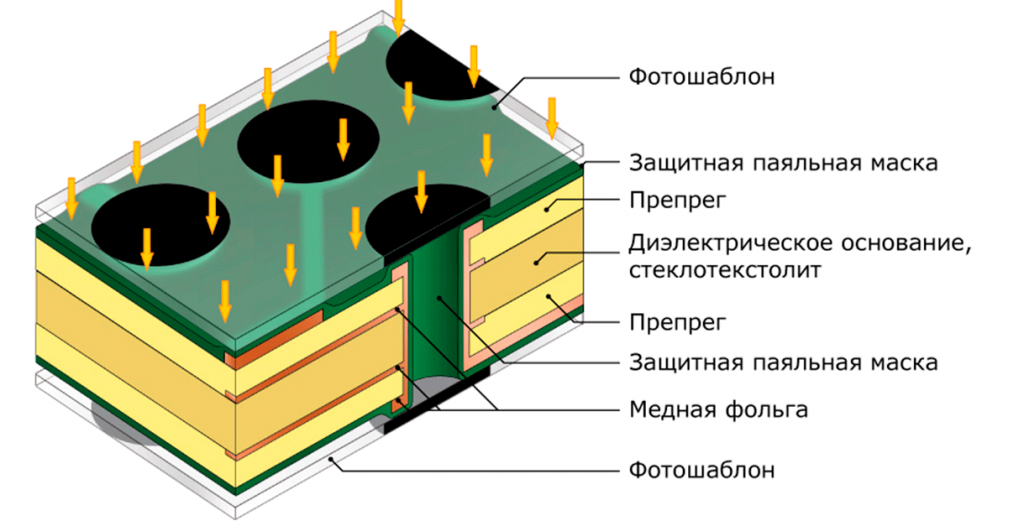 Фотошаблон
Защитная паяльная маска
Препрег
Диэлектрическое основание,
стеклотекстолит
Препрег
Защитная паяльная маска
Медная фольга
Фотошаблон